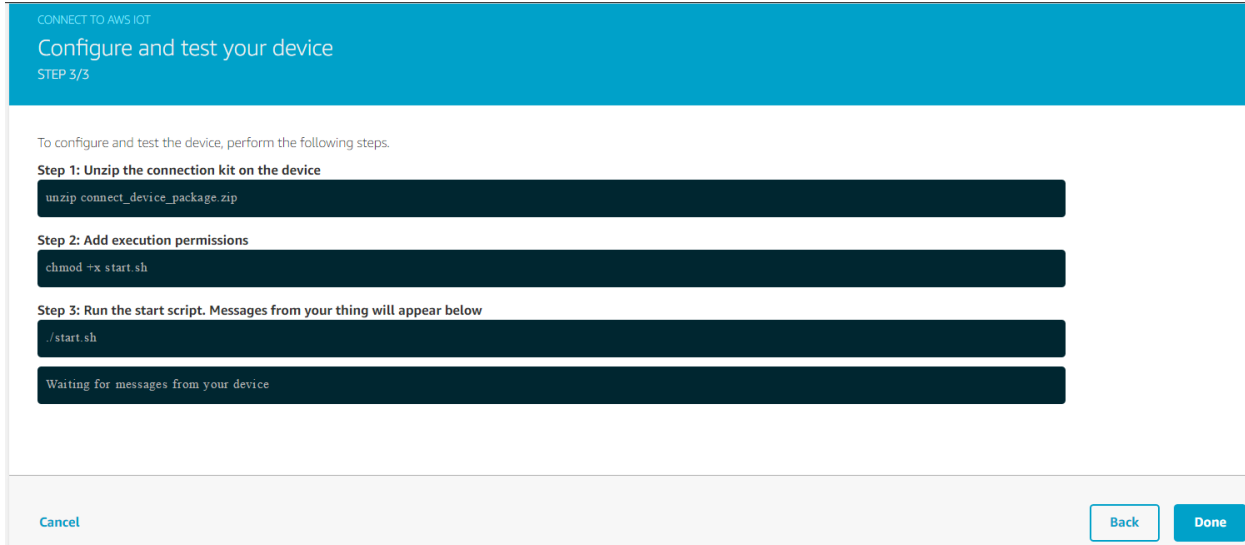 CONNECT TO AWS IOT
Configure and test your device
STEP 3/3
To configure and test the device, perform the following steps.
Step 1: Unzip the connection kit on the device
unzip connect_device_package.zip
Step 2: Add execution permissions
chmod +x start.sh
Step 3: Run the start script. Messages from your thing will appear below
./start.sh
Waiting for messages from your device
Cancel
Back
Done